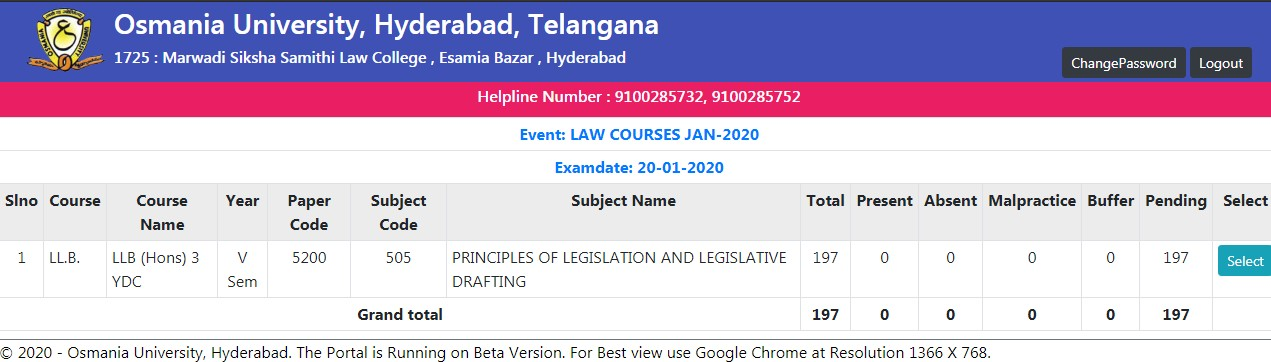 Osmania University, Hyderabad, Telangana
1725 : Marwadi Siksha Samithi Law College , Esamia Bazar , Hyderabad
ChangePassword Logout
Helpline Number : 9100285732, 9100285752
Event: LAW COURSES JAN-2020
Examdate: 20-01-2020
Slno Course Course Name Year Paper Code Subject Code Subject Name Total Present Absent Malpractice Buffer Pending Select
1 LL.B. LLB (Hons) 3 YDC V Sem 5200 505 PRINCIPLES OF LEGISLATION AND LEGISLATIVE DRAFTING 197 0 0 0 0 197 Select
Grand total 197 0 0 0 0 197
© 2020 - Osmania University, Hyderabad. The Portal is Running on Beta Version. For Best view use Google Chrome at Resolution 1366 X 768.